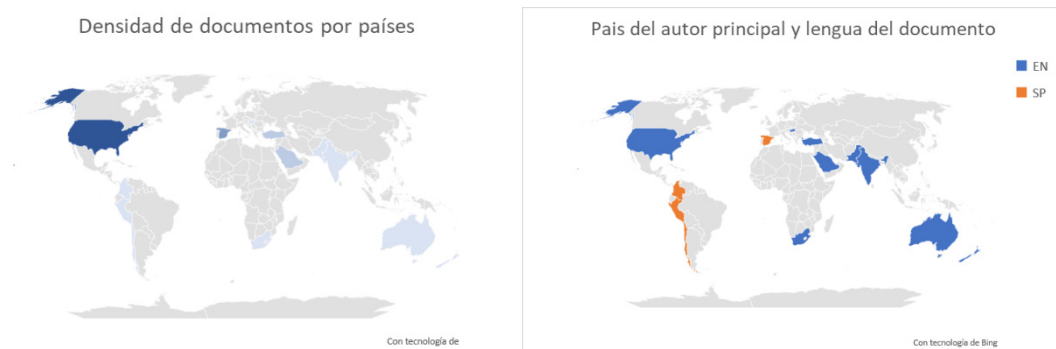 Densidad de documentos por países
Con tecnología de
Pais del autor principal y lengua del documento
EN
SP
Con tecnología de Bing